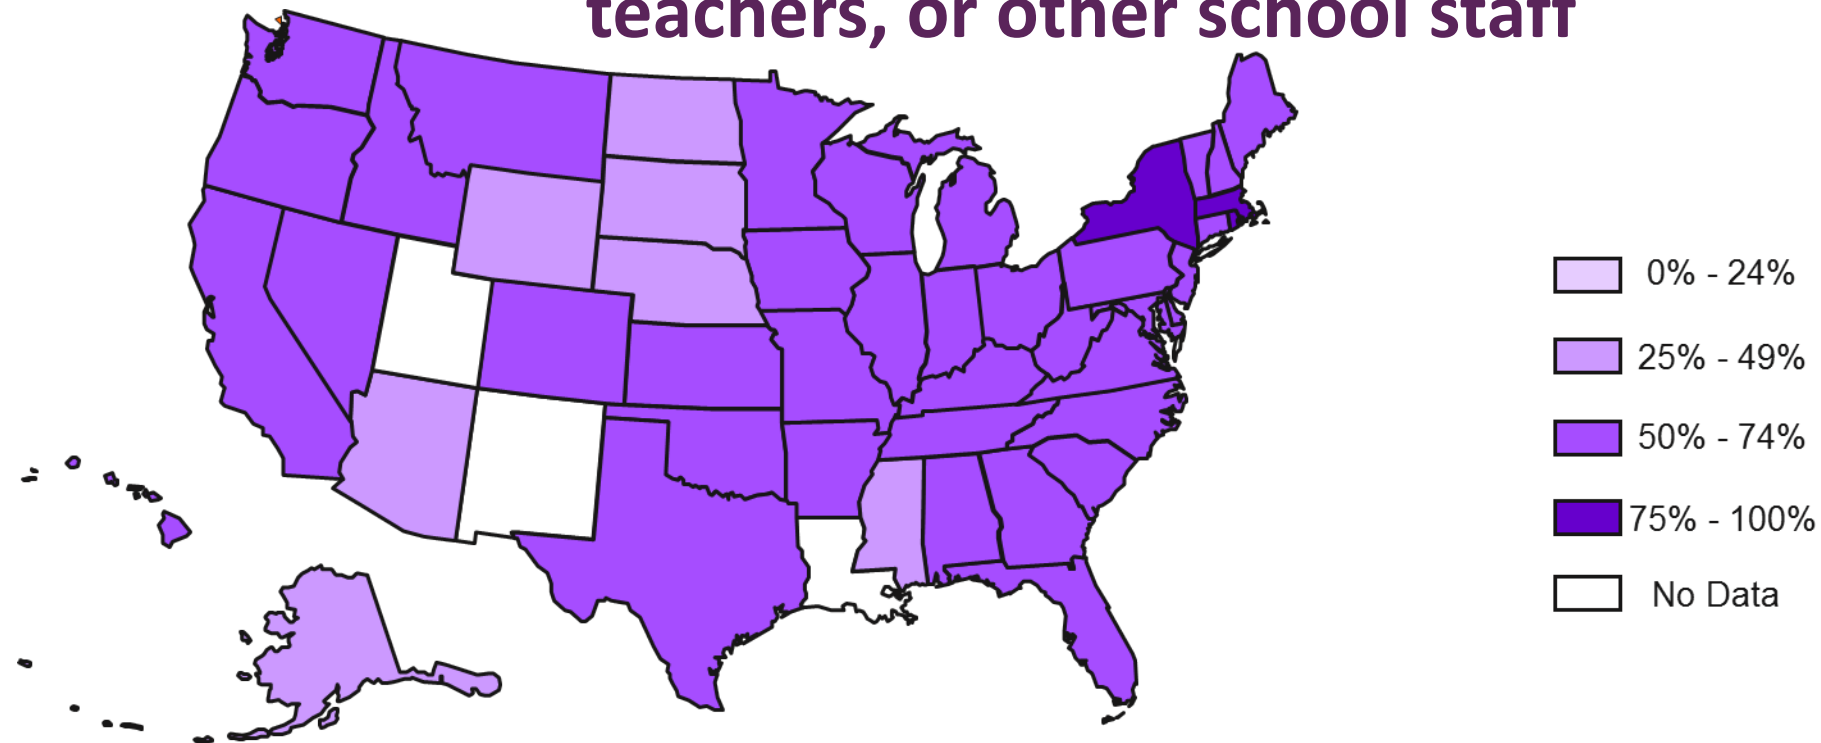 teachers, or other school staff
0% - 24%
25% - 49%
50% - 74%
75% - 100%
No Data